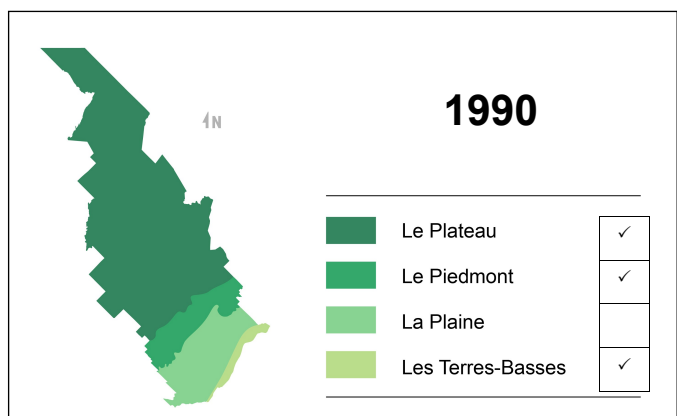 N
1990
Le Plateau ✓
Le Piedmont ✓
La Plaine
Les Terres-Basses ✓